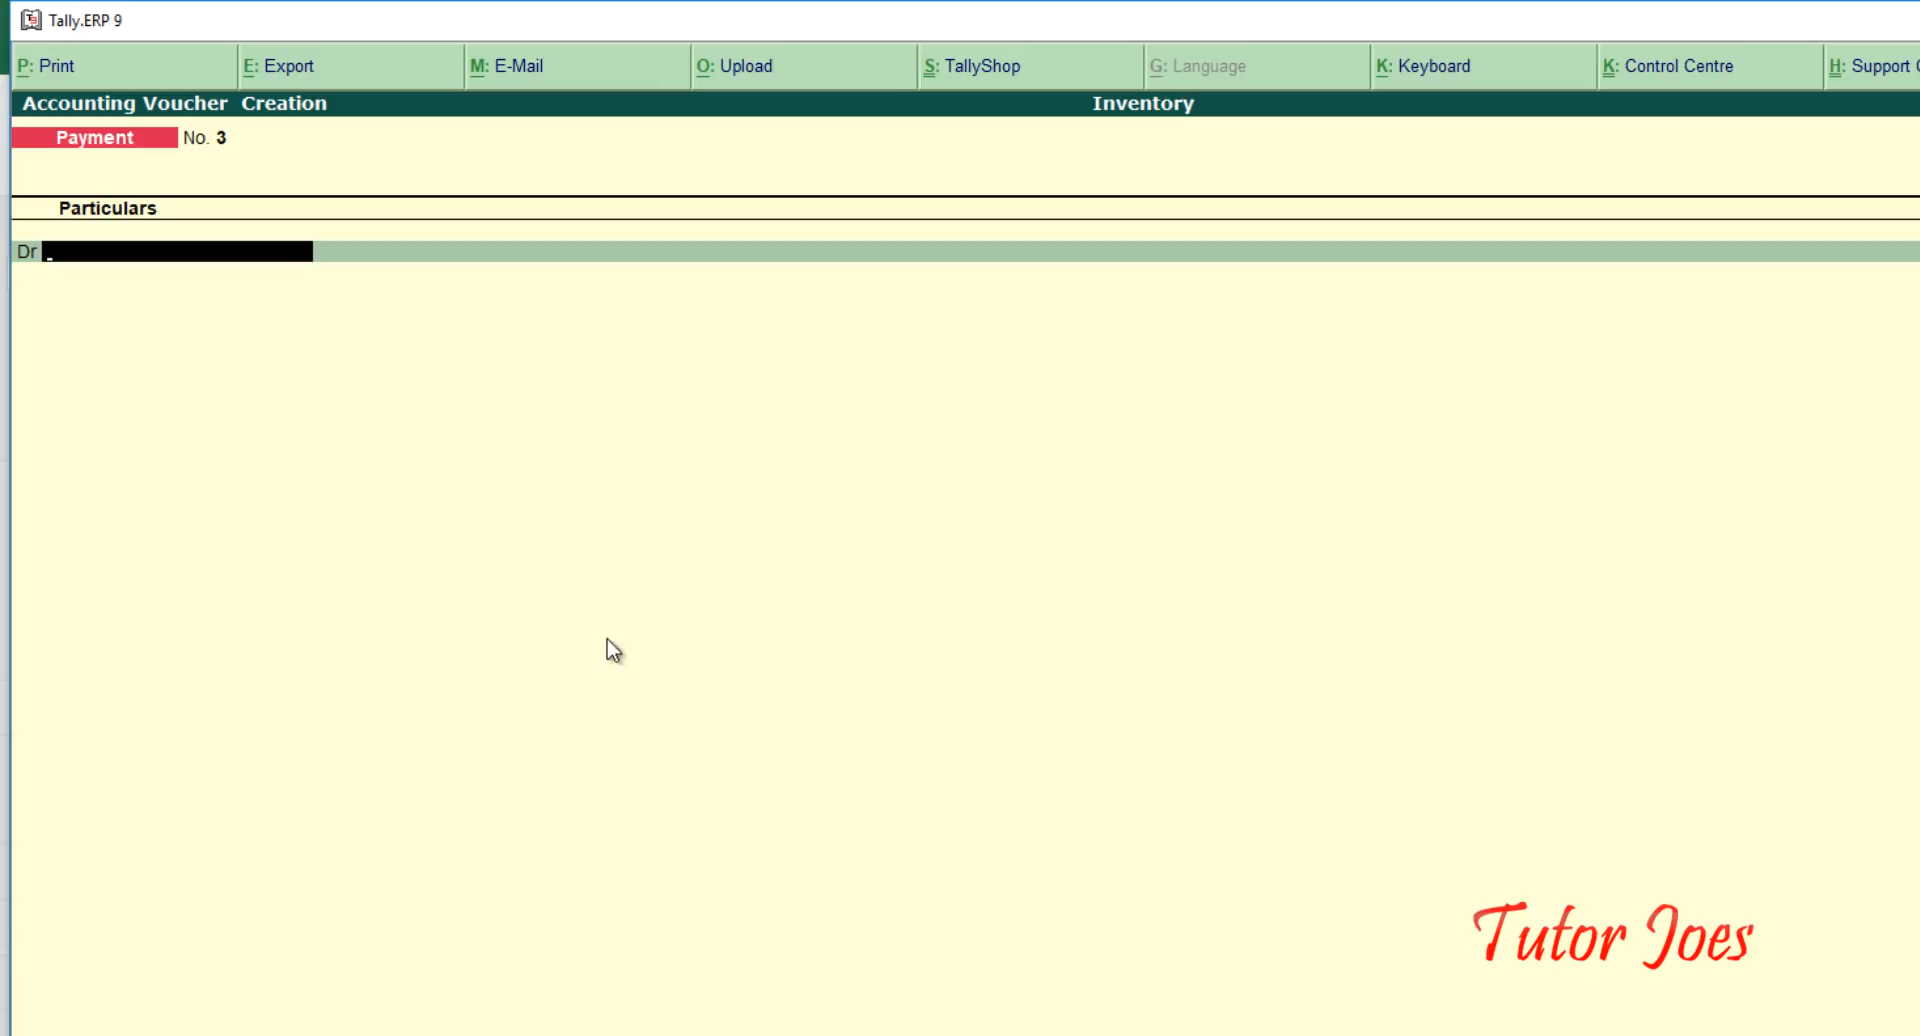 Tally.ERP 9
P: Print E: Export M: E-Mail O: Upload S: TallyShop G: Language K: Keyboard K: Control Centre H: Support
Accounting Voucher Creation Inventory
Payment No. 3
Particulars
Dr
Tutor Joes